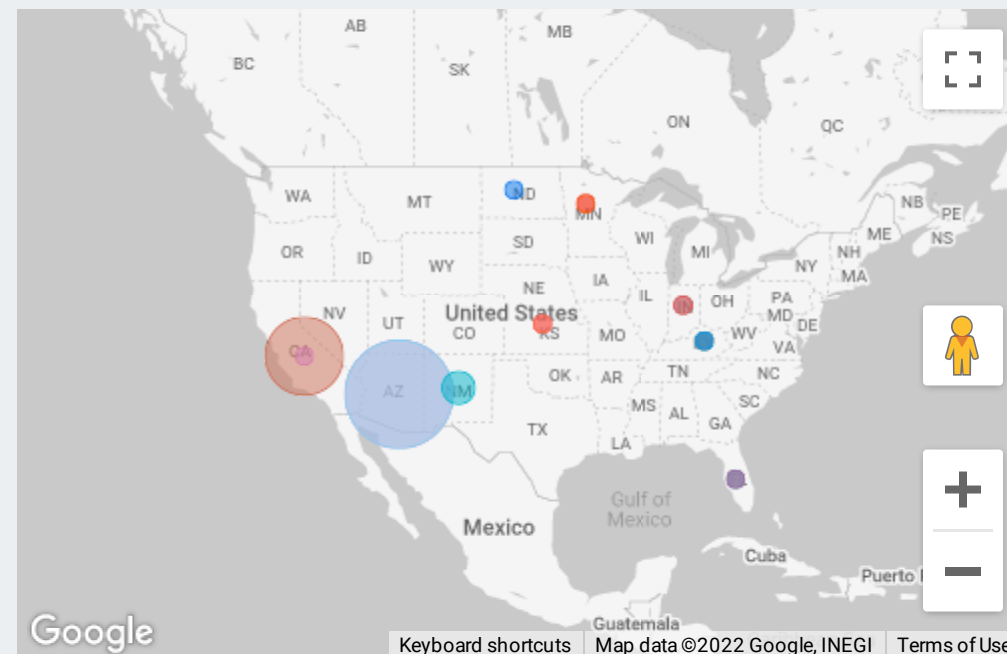 AB
MB
BC
SK
ON
QC
WA
MT
ND
MN
NB
PE
ME
NS
OR
ID
SD
WI
MI
NH
WY
NY
MA
NE
IA
IL
IN
OH
PA
MD
DE
NV
UT
United States
CO
KS
MO
WV
VA
CA
AZ
NM
OK
AR
TN
NC
MS
AL
SC
GA
TX
LA
Gulf of
Mexico
Mexico
Cuba
Puerto
Guatemala
Google
Keyboard shortcuts
Map data ©2022 Google, INEGI
Terms of Use